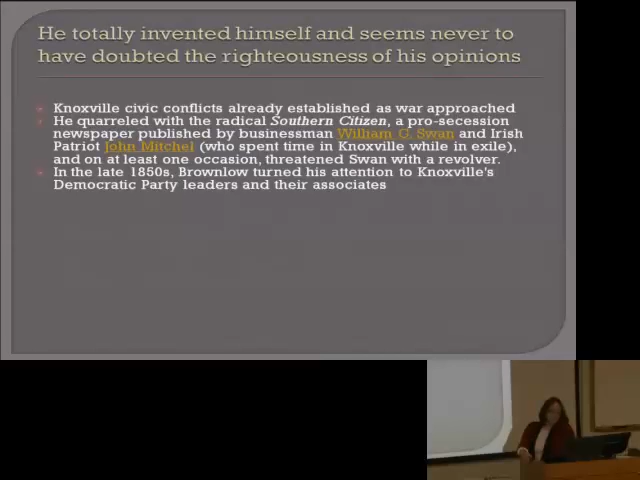 He totally invented himself and seems never to
have doubted the righteousness of his opinions
Knoxville civic conflicts already established as war approached
He quarreled with the radical Southern Citizen, a pro-secession
newspaper published by businessman William G. Swan and Irish
Patriot John Mitchel (who spent time in Knoxville while in exile),
and on at least one occasion, threatened Swan with a revolver.
In the late 1850s, Brownlow turned his attention to Knoxville's
Democratic Party leaders and their associates